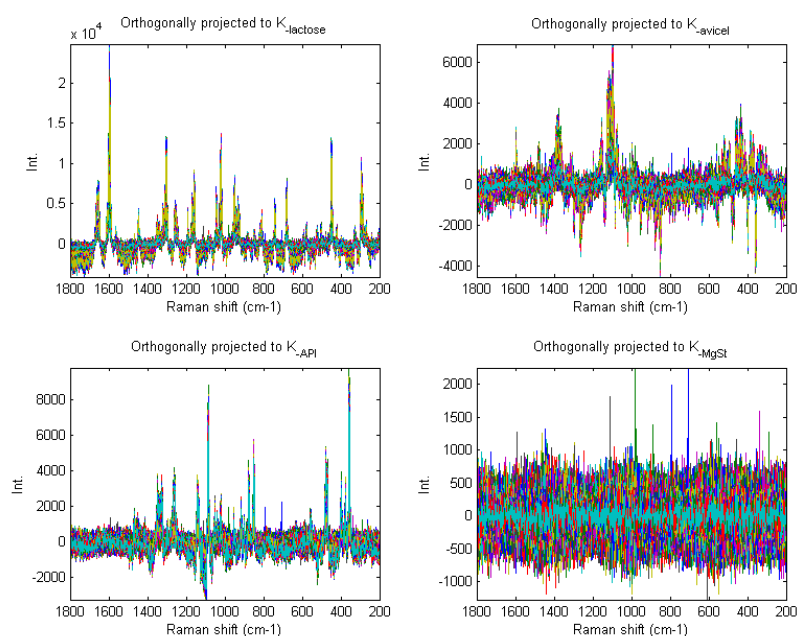 Orthogonally projected to K-lactose
x 10^4
2
1.5
1
0.5
0
Int.
1800 1600 1400 1200 1000 800 600 400 200
Raman shift (cm-1)
Orthogonally projected to K-avicel
6000
4000
2000
0
-2000
-4000
Int.
1800 1600 1400 1200 1000 800 600 400 200
Raman shift (cm-1)
Orthogonally projected to K-API
8000
6000
4000
2000
0
-2000
Int.
1800 1600 1400 1200 1000 800 600 400 200
Raman shift (cm-1)
Orthogonally projected to K-MgSt
2000
1500
1000
500
0
-500
-1000
Int.
1800 1600 1400 1200 1000 800 600 400 200
Raman shift (cm-1)